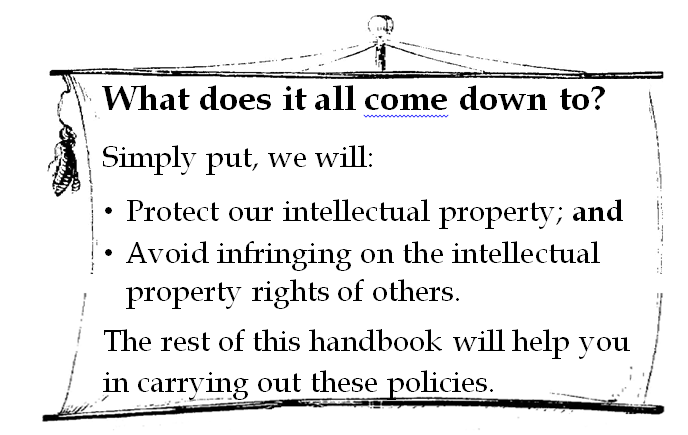 What does it all come down to?
Simply put, we will:
• Protect our intellectual property; and
• Avoid infringing on the intellectual
property rights of others.
The rest of this handbook will help you
in carrying out these policies.